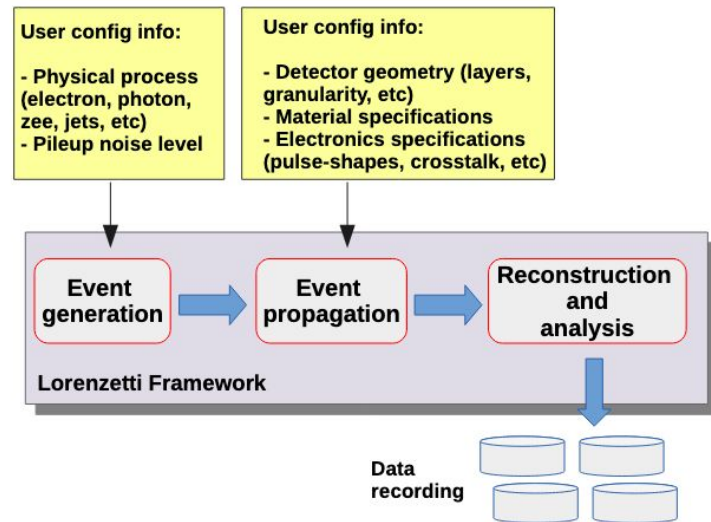 User config info:
- Physical process
(electron, photon,
zee, jets, etc)
- Pileup noise level
User config info:
- Detector geometry (layers,
granularity, etc)
- Material specifications
- Electronics specifications
(pulse-shapes, crosstalk, etc)
Event
generation
Event
propagation
Reconstruction
and
analysis
Lorenzetti Framework
Data
recording